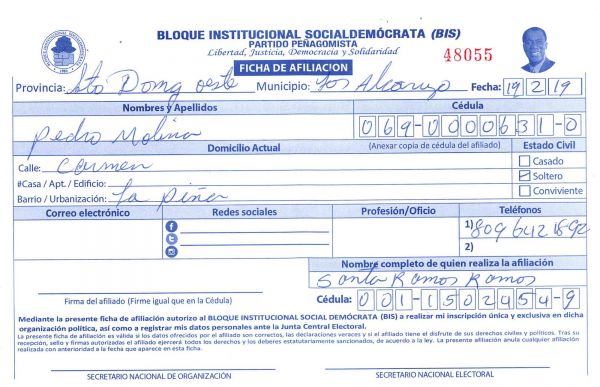 BLOQUE INSTITUCIONAL SOCIALDEMÓCRATA (BIS)
PARTIDO PEÑAGOMISTA
Libertad, Justicia, Democracia y Solidaridad
48055
FICHA DE AFILIACION
Provincia: Sto Domg oeste Municipio: Los Alcarrizo Fecha: 19/2/19
Nombres y Apellidos Cédula
Pedro Molina 069-0000631-0
Domicilio Actual (Anexar copia de cédula del afiliado) Estado Civil
Calle: Carmen Casado
#Casa / Apt. / Edificio: Soltero
Barrio / Urbanización: La Piña Conviviente
Correo electrónico Redes sociales Profesión/Oficio Teléfonos
1) 809 642 1892
2)
Nombre completo de quien realiza la afiliación
Santa Ramos Ramos
Firma del afiliado (Firme igual que en la Cédula) Cédula: 001-1502454-9
Mediante la presente ficha de afiliación autorizo al BLOQUE INSTITUCIONAL SOCIAL DEMÓCRATA (BIS) a realizar mi inscripción única y exclusiva en dicha
organización política, así como a registrar mis datos personales ante la Junta Central Electoral.
La presente ficha de afiliación es válida si los datos ofrecidos por el afiliado son correctos, las declaraciones veraces y si el afiliado tiene el disfrute de sus derechos civiles y políticos. Tras su
recepción, sello y firmas autorizadas el afiliado ejercerá todos los derechos y los deberes estatutariamente sancionados, de acuerdo a la ley. La presente afiliación anula cualquier afiliación
realizada con anterioridad a la fecha que aparece en esta ficha.
SECRETARIO NACIONAL DE ORGANIZACIÓN SECRETARIO NACIONAL ELECTORAL